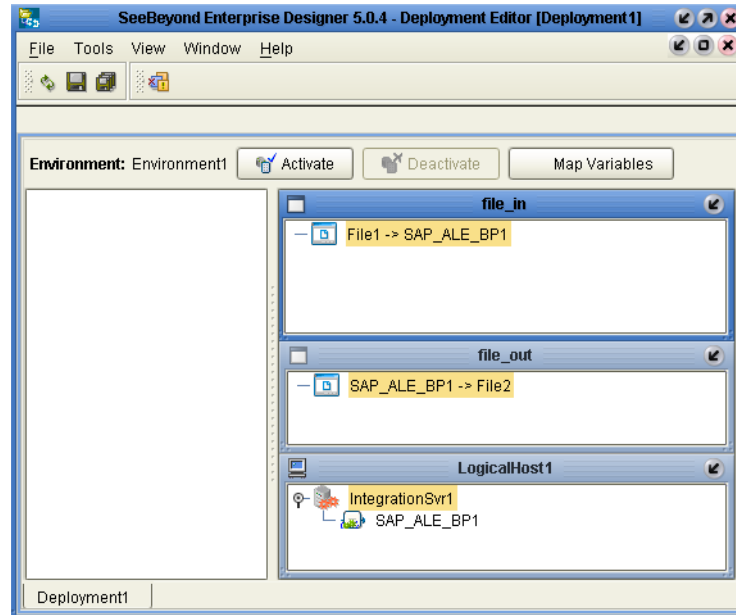 SeeBeyond Enterprise Designer 5.0.4 - Deployment Editor [Deployment1]
File Tools View Window Help
Environment: Environment1 Activate Deactivate Map Variables
file_in
File1 -> SAP_ALE_BP1
file_out
SAP_ALE_BP1 -> File2
LogicalHost1
IntegrationSvr1
SAP_ALE_BP1
Deployment1